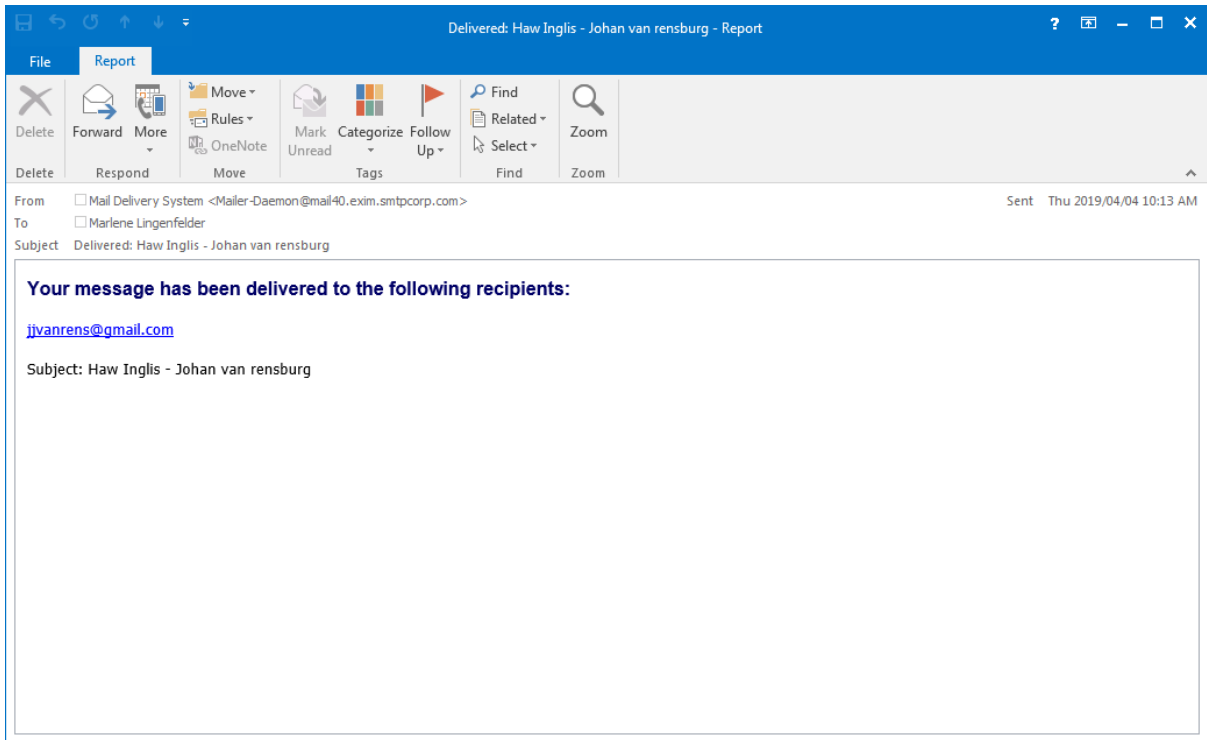 Delivered: Haw Inglis - Johan van rensburg - Report
File Report
Delete
Forward
More
Move
Rules
OneNote
Mark Unread
Categorize
Follow Up
Find
Related
Select
Zoom
Delete Respond Move Tags Find Zoom
From Mail Delivery System <Mailer-Daemon@mail40.exim.smtpcorp.com> Sent Thu 2019/04/04 10:13 AM
To Marlene Lingenfelder
Subject Delivered: Haw Inglis - Johan van rensburg
Your message has been delivered to the following recipients:
jjvanrens@gmail.com
Subject: Haw Inglis - Johan van rensburg